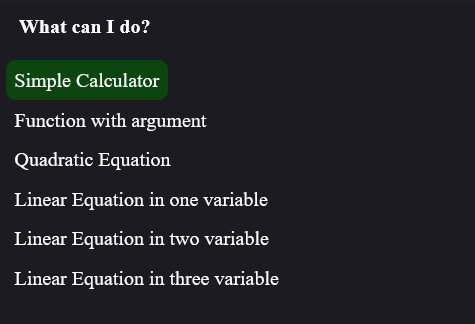 What can I do?
Simple Calculator
Function with argument
Quadratic Equation
Linear Equation in one variable
Linear Equation in two variable
Linear Equation in three variable